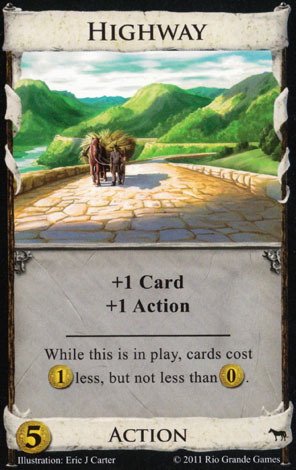 HIGHWAY
+1 Card
+1 Action
While this is in play, cards cost
1 less, but not less than 0.
5 ACTION
Illustration: Eric J Carter © 2011 Rio Grande Games